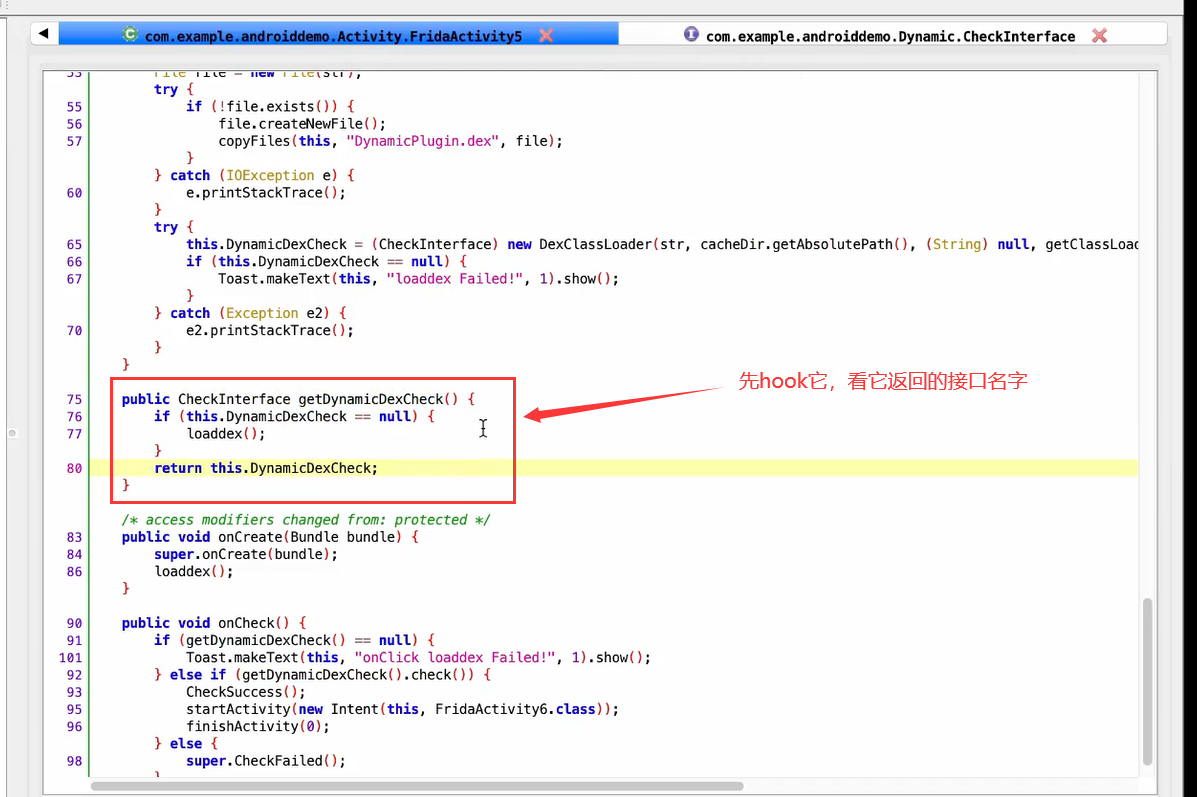 com.example.androiddemo.Activity.FridaActivity5
com.example.androiddemo.Dynamic.CheckInterface
53 File file = new File(str);
try {
55 if (!file.exists()) {
56 file.createNewFile();
57 copyFiles(this, "DynamicPlugin.dex", file);
}
} catch (IOException e) {
60 e.printStackTrace();
}
try {
65 this.DynamicDexCheck = (CheckInterface) new DexClassLoader(str, cacheDir.getAbsolutePath(), (String) null, getClassLoad
66 if (this.DynamicDexCheck == null) {
67 Toast.makeText(this, "loaddex Failed!", 1).show();
}
} catch (Exception e2) {
70 e2.printStackTrace();
}
}
先hook它，看它返回的接口名字
75 public CheckInterface getDynamicDexCheck() {
76 if (this.DynamicDexCheck == null) {
77 loaddex();
}
80 return this.DynamicDexCheck;
}
/* access modifiers changed from: protected */
83 public void onCreate(Bundle bundle) {
84 super.onCreate(bundle);
86 loaddex();
}
90 public void onCheck() {
91 if (getDynamicDexCheck() == null) {
101 Toast.makeText(this, "onClick loaddex Failed!", 1).show();
92 } else if (getDynamicDexCheck().check()) {
93 CheckSuccess();
95 startActivity(new Intent(this, FridaActivity6.class));
96 finishActivity(0);
} else {
98 super.CheckFailed();
}